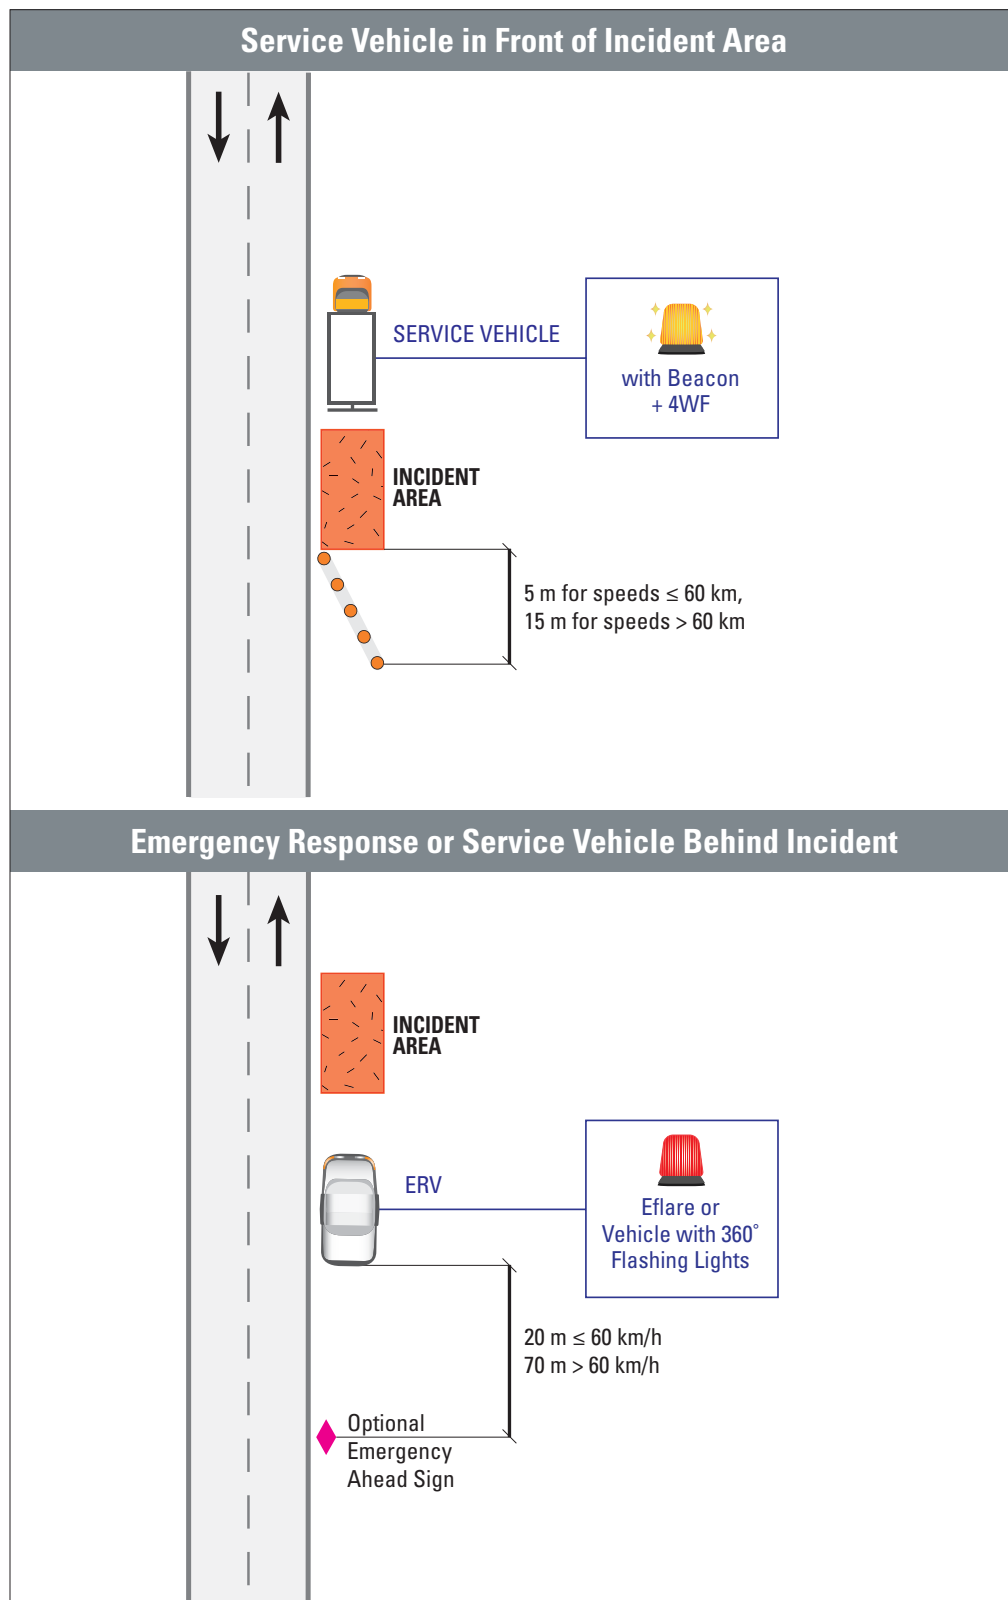 Service Vehicle in Front of Incident Area
SERVICE VEHICLE
with Beacon
+ 4WF
INCIDENT
AREA
5 m for speeds ≤ 60 km,
15 m for speeds > 60 km
Emergency Response or Service Vehicle Behind Incident
INCIDENT
AREA
ERV
Eflare or
Vehicle with 360°
Flashing Lights
20 m ≤ 60 km/h
70 m > 60 km/h
Optional
Emergency
Ahead Sign